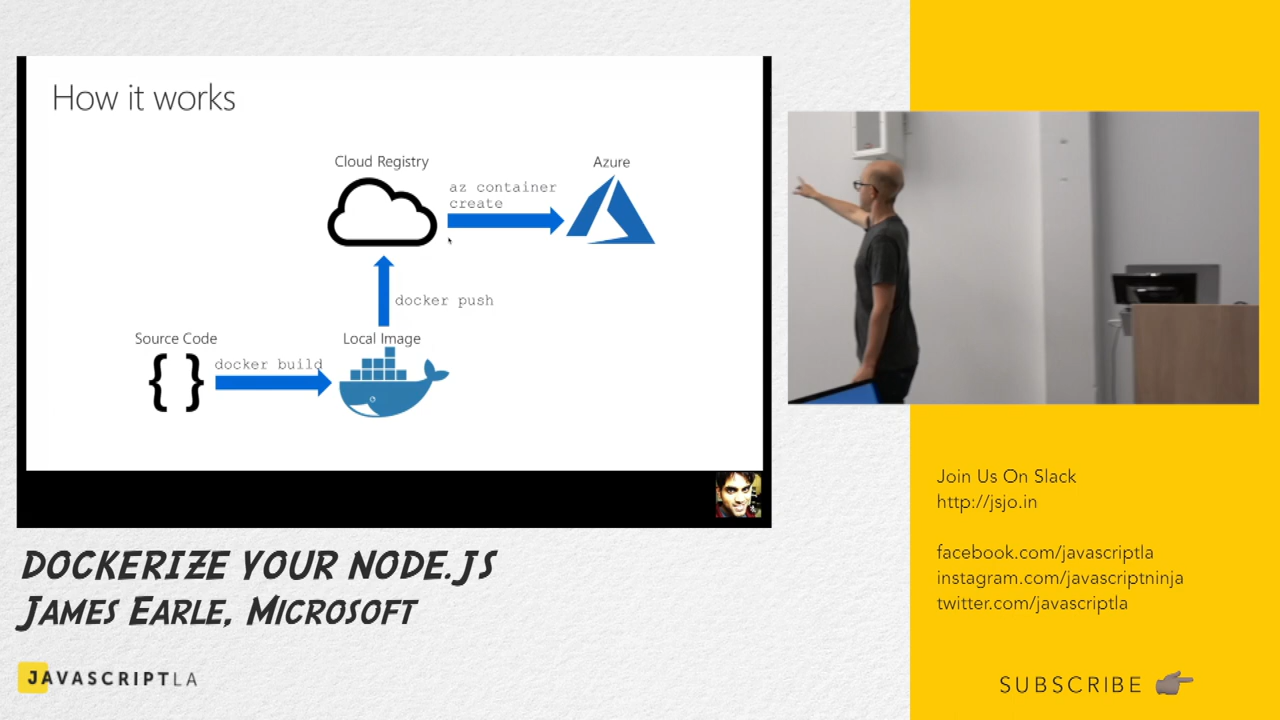 How it works
Cloud Registry
Azure
az container
create
docker push
Source Code
Local Image
docker build
{ }
DOCKERIZE YOUR NODE.JS
JAMES EARLE, MICROSOFT
JAVASCRIPTLA
Join Us On Slack
http://jsjo.in
facebook.com/javascriptla
instagram.com/javascriptninja
twitter.com/javascriptla
SUBSCRIBE